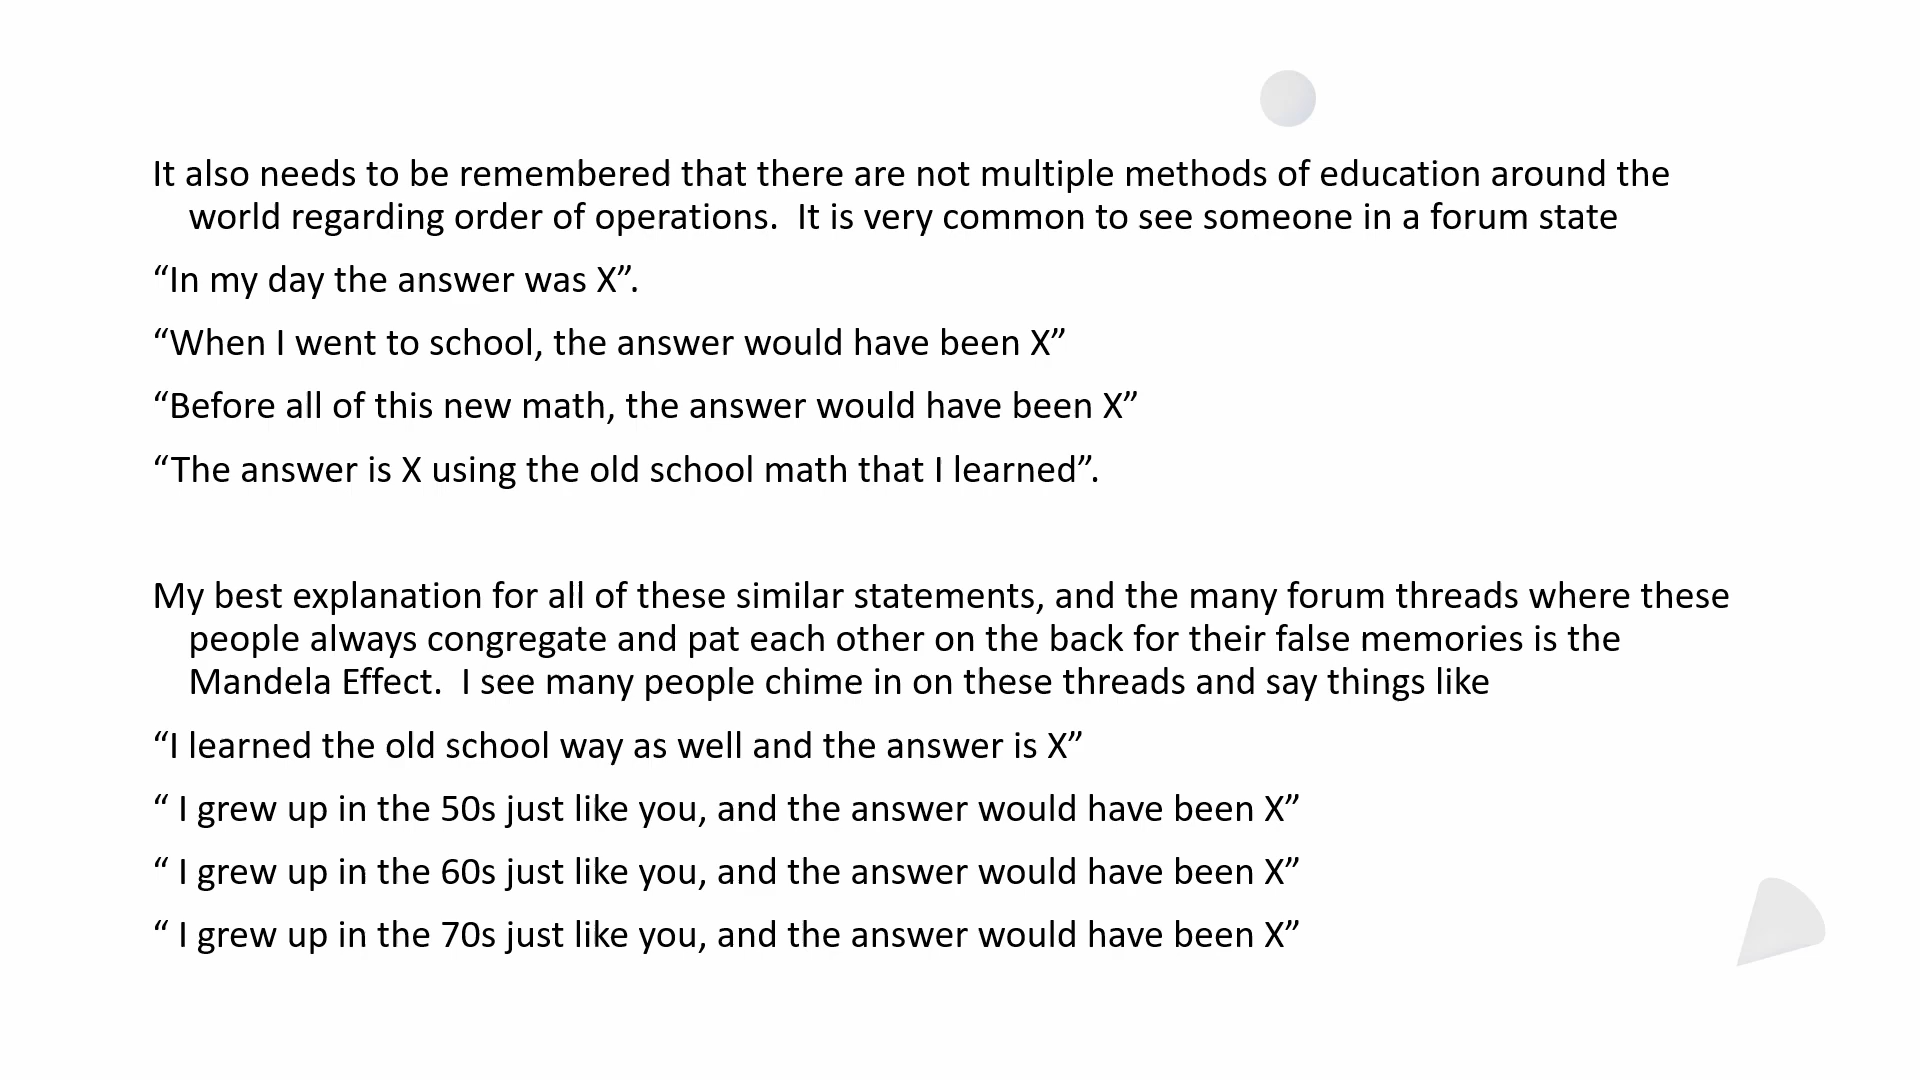 It also needs to be remembered that there are not multiple methods of education around the
world regarding order of operations.  It is very common to see someone in a forum state
“In my day the answer was X”.
“When I went to school, the answer would have been X”
“Before all of this new math, the answer would have been X”
“The answer is X using the old school math that I learned”.
My best explanation for all of these similar statements, and the many forum threads where these
people always congregate and pat each other on the back for their false memories is the
Mandela Effect.  I see many people chime in on these threads and say things like
“I learned the old school way as well and the answer is X”
“ I grew up in the 50s just like you, and the answer would have been X”
“ I grew up in the 60s just like you, and the answer would have been X”
“ I grew up in the 70s just like you, and the answer would have been X”